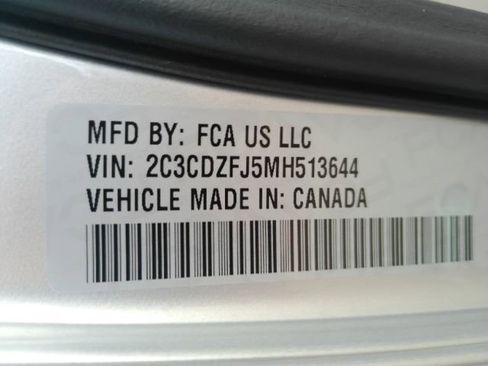 MFD BY: FCA US LLC
VIN: 2C3CDZFJ5MH513644
VEHICLE MADE IN: CANADA